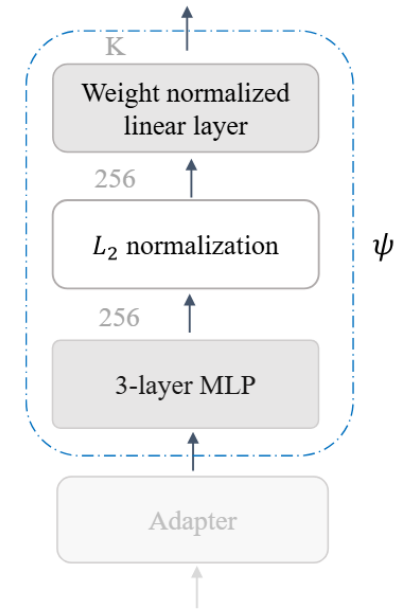 K
Weight normalized
linear layer
256
L₂ normalization
ψ
256
3-layer MLP
Adapter